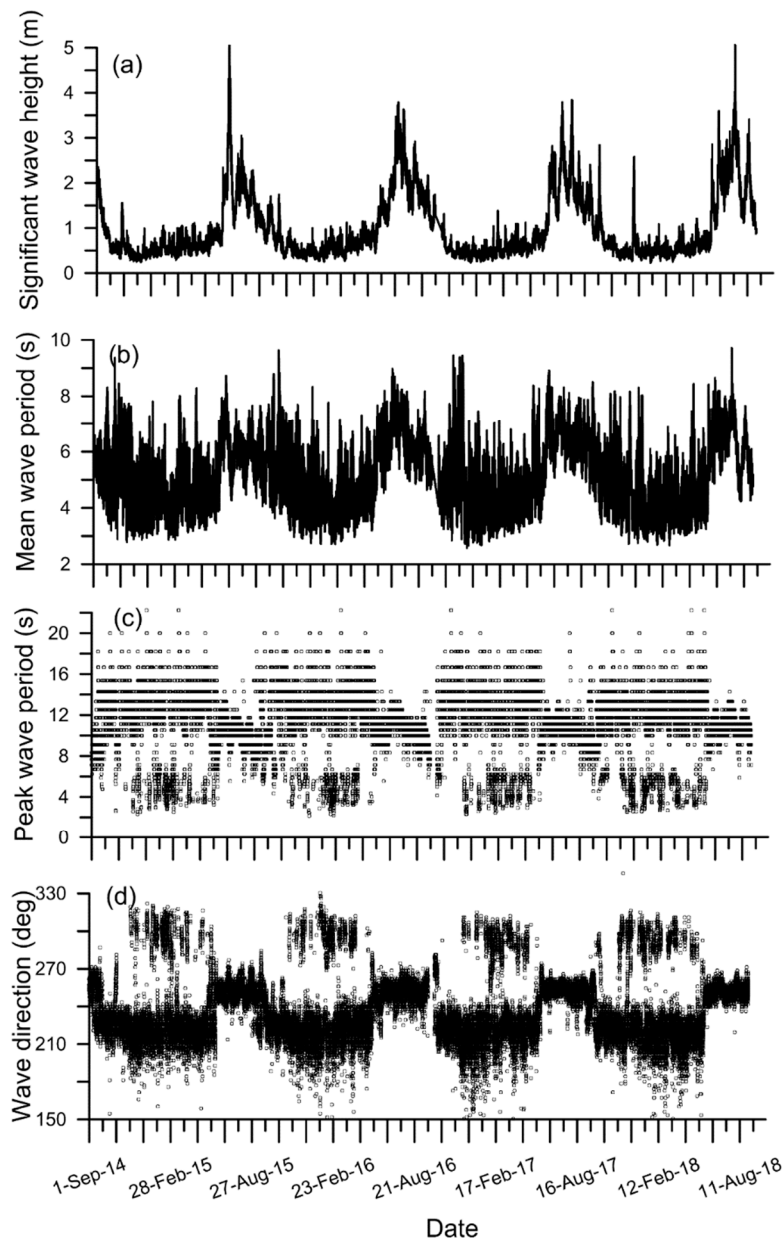 Significant wave height (m)
(a)
5
4
3
2
1
0
Mean wave period (s)
(b)
10
8
6
4
2
Peak wave period (s)
(c)
20
16
12
8
4
0
Wave direction (deg)
(d)
330
270
210
150
1-Sep-14
28-Feb-15
27-Aug-15
23-Feb-16
21-Aug-16
17-Feb-17
16-Aug-17
12-Feb-18
11-Aug-18
Date